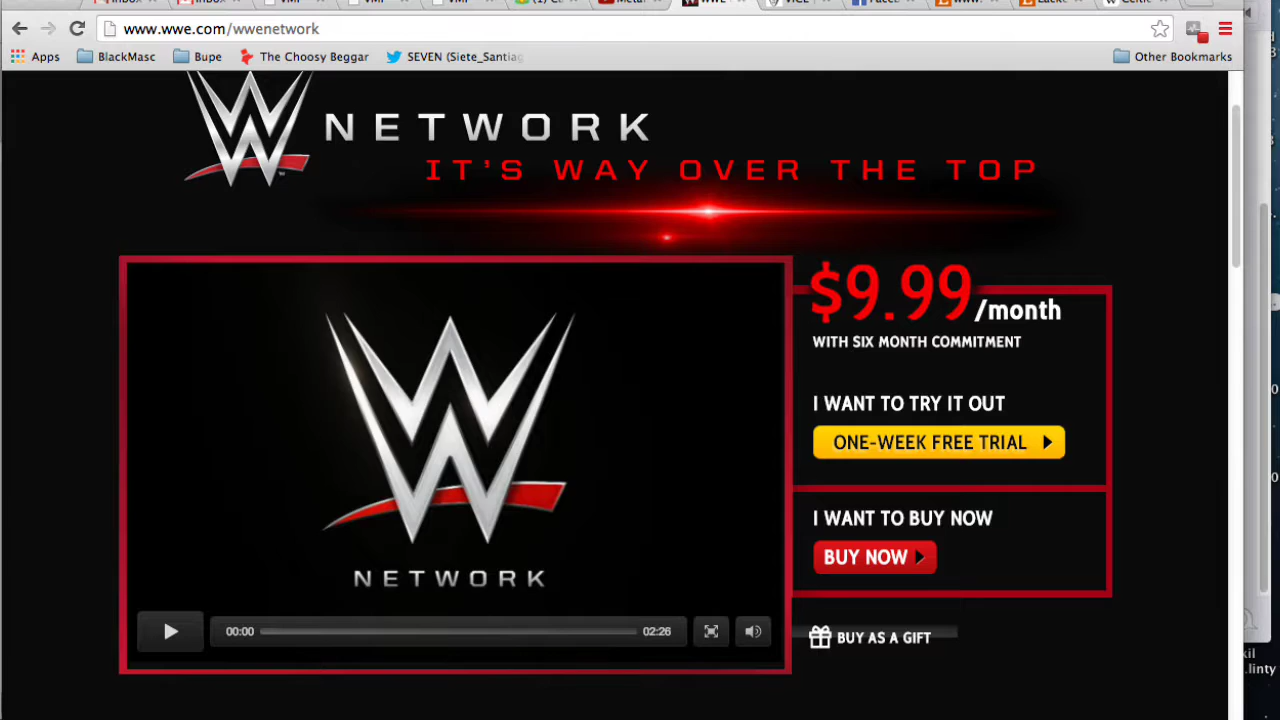 Inbox
Inbox
www.wwe.com/wwenetwork
Apps
BlackMasc
Bupe
The Choosy Beggar
SEVEN (Siete_Santiag
Other Bookmarks
NETWORK
IT'S WAY OVER THE TOP
$9.99/month
WITH SIX MONTH COMMITMENT
I WANT TO TRY IT OUT
ONE-WEEK FREE TRIAL
I WANT TO BUY NOW
BUY NOW
NETWORK
00:00
02:26
BUY AS A GIFT